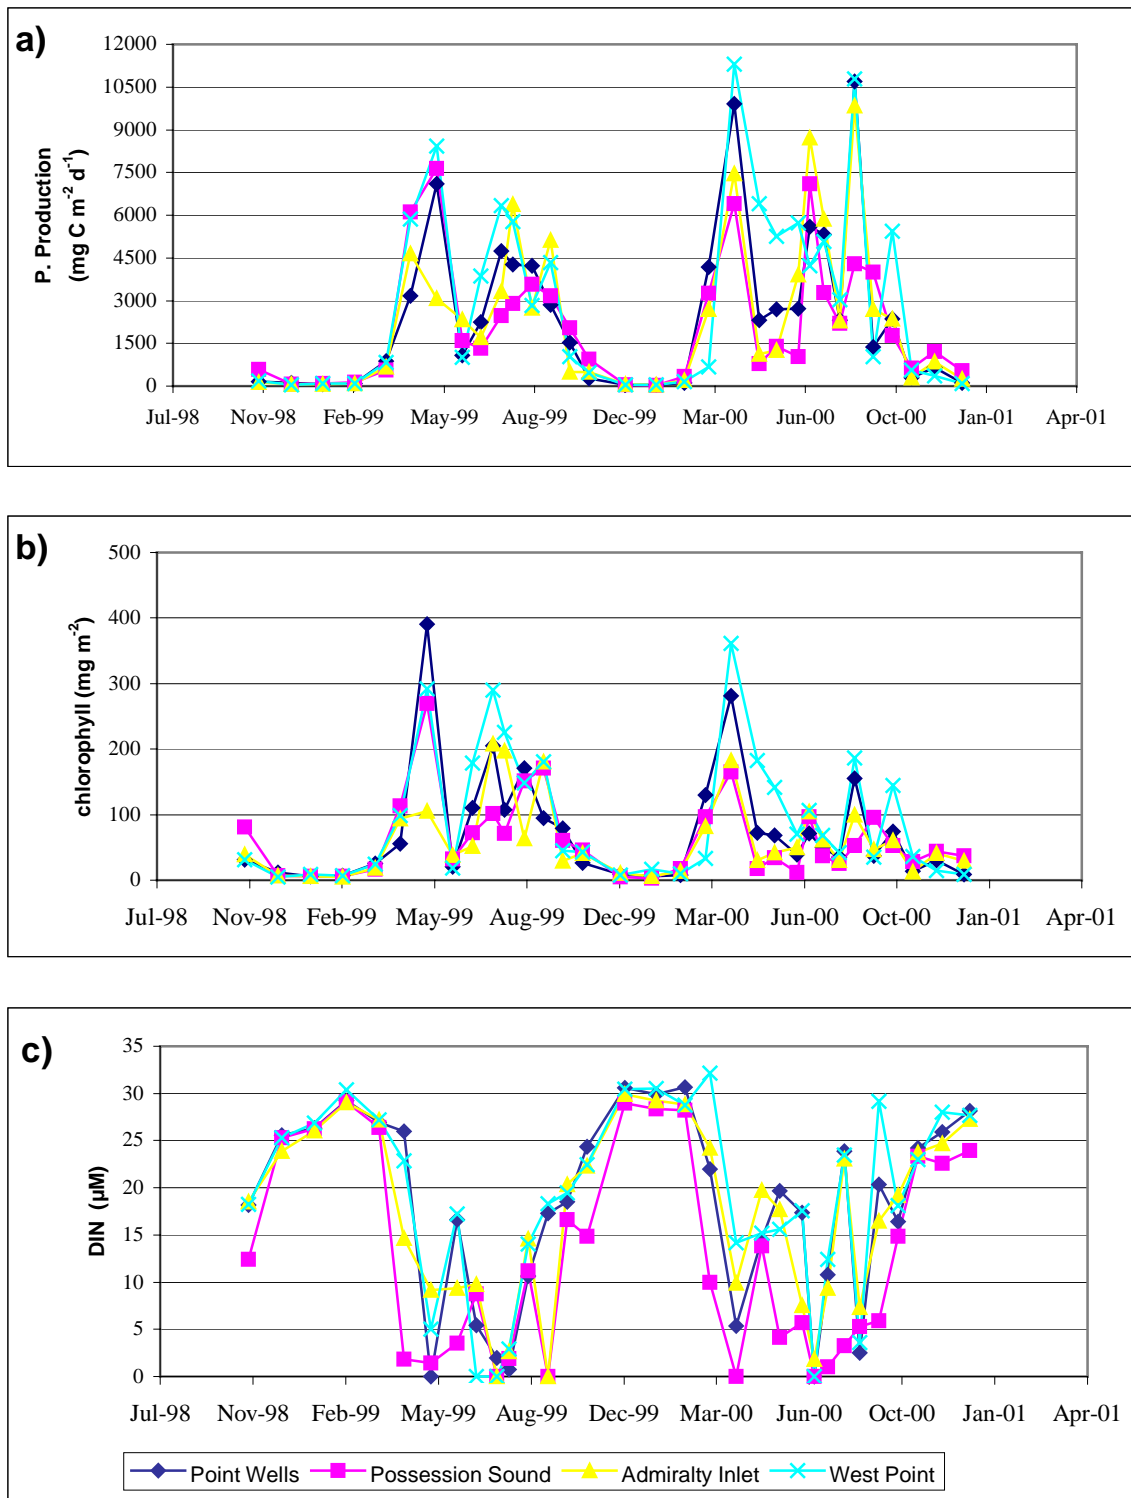 a)
P. Production
(mg C m-2 d-1)
12000
10500
9000
7500
6000
4500
3000
1500
0
Jul-98 Nov-98 Feb-99 May-99 Aug-99 Dec-99 Mar-00 Jun-00 Oct-00 Jan-01 Apr-01
b)
chlorophyll (mg m-2)
500
400
300
200
100
0
Jul-98 Nov-98 Feb-99 May-99 Aug-99 Dec-99 Mar-00 Jun-00 Oct-00 Jan-01 Apr-01
c)
DIN (µM)
35
30
25
20
15
10
5
0
Jul-98 Nov-98 Feb-99 May-99 Aug-99 Dec-99 Mar-00 Jun-00 Oct-00 Jan-01 Apr-01
Point Wells Possession Sound Admiralty Inlet West Point